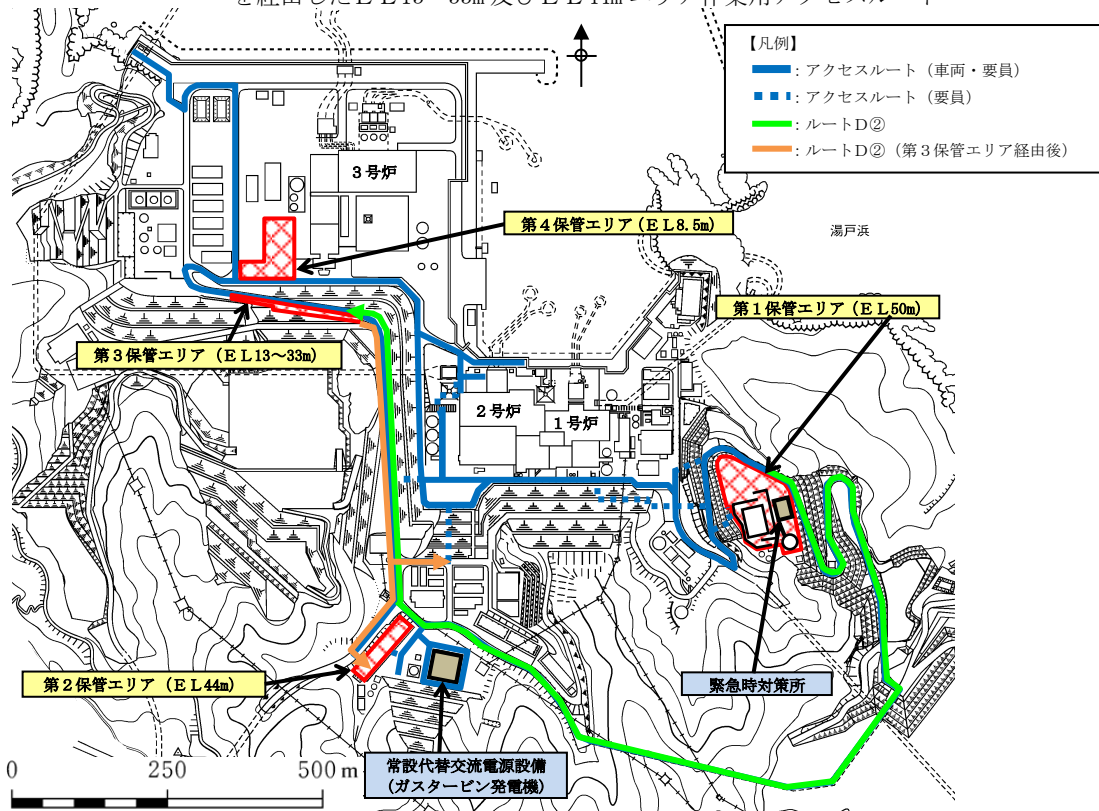 【凡例】
：アクセスルート（車両・要員）
：アクセスルート（要員）
：ルートD②
：ルートD②（第３保管エリア経由後）
３号炉
第４保管エリア（ＥＬ8.5m）
湯戸浜
第１保管エリア（ＥＬ50m）
第３保管エリア（ＥＬ13～33m）
２号炉
１号炉
第２保管エリア（ＥＬ44m）
緊急時対策所
常設代替交流電源設備
（ガスタービン発電機）
0 250 500 m